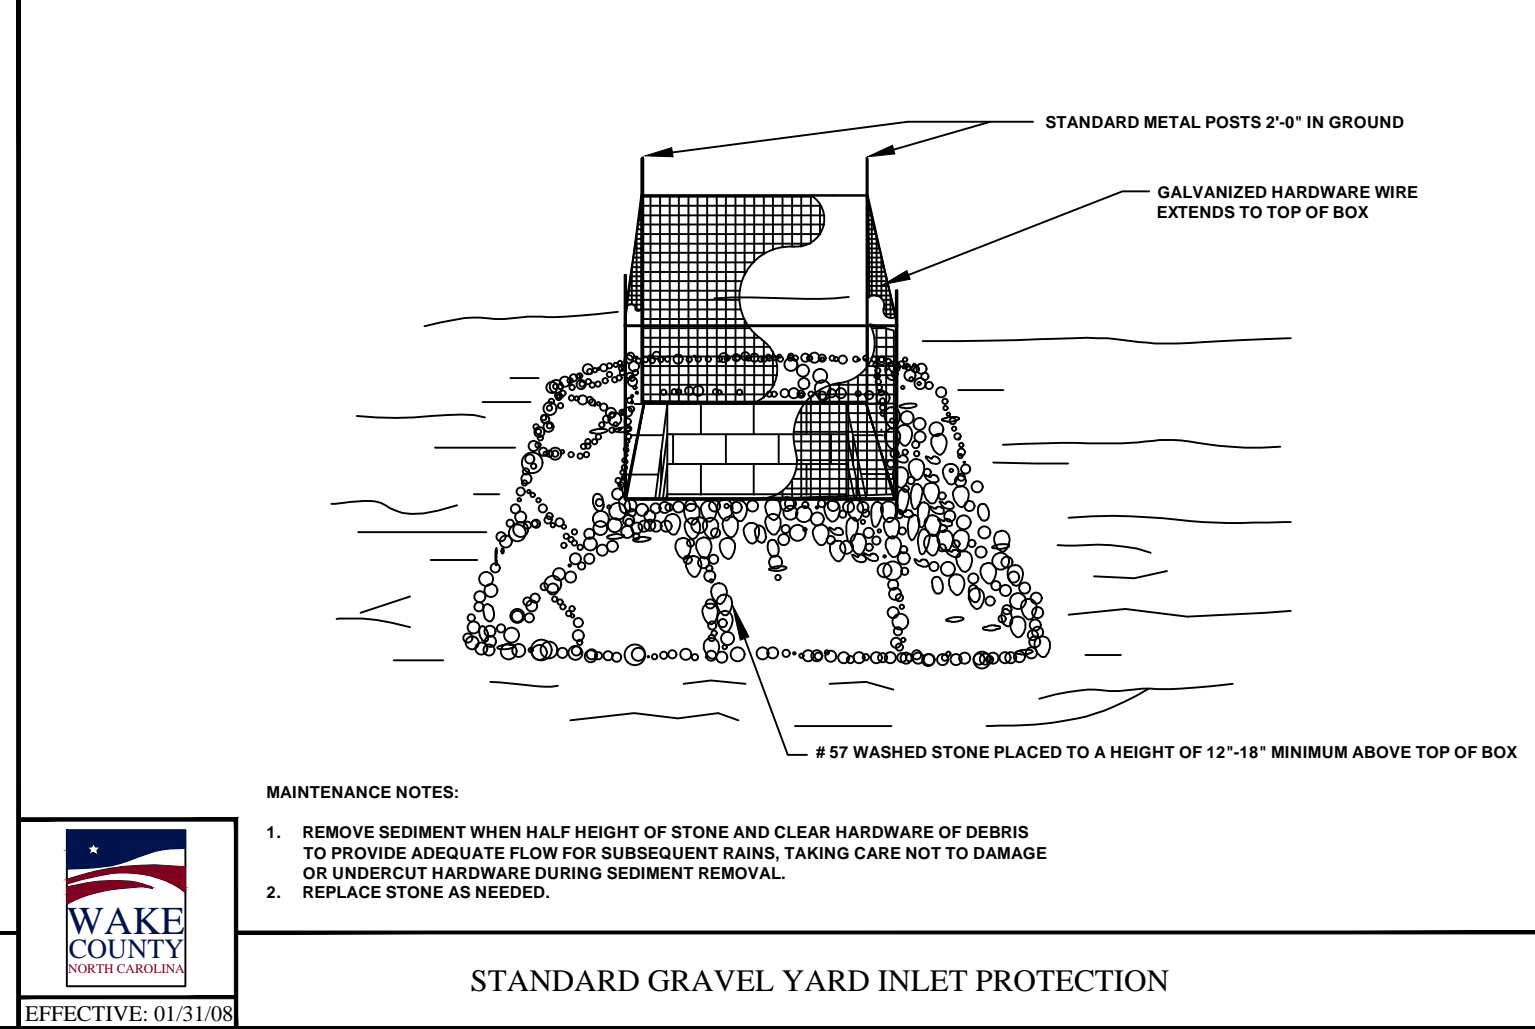 STANDARD METAL POSTS 2'-0" IN GROUND
GALVANIZED HARDWARE WIRE
EXTENDS TO TOP OF BOX
# 57 WASHED STONE PLACED TO A HEIGHT OF 12"-18" MINIMUM ABOVE TOP OF BOX
MAINTENANCE NOTES:
1. REMOVE SEDIMENT WHEN HALF HEIGHT OF STONE AND CLEAR HARDWARE OF DEBRIS
TO PROVIDE ADEQUATE FLOW FOR SUBSEQUENT RAINS, TAKING CARE NOT TO DAMAGE
OR UNDERCUT HARDWARE DURING SEDIMENT REMOVAL.
2. REPLACE STONE AS NEEDED.
WAKE
COUNTY
NORTH CAROLINA
STANDARD GRAVEL YARD INLET PROTECTION
EFFECTIVE: 01/31/08